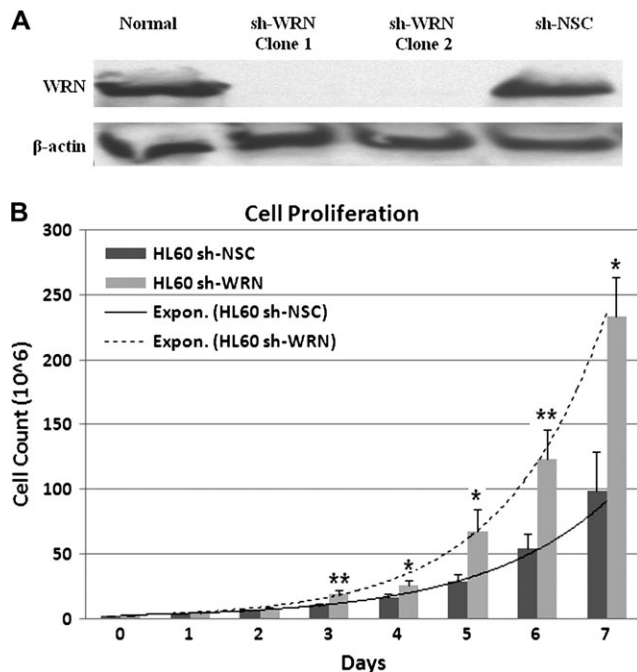 A
Normal
sh-WRN
Clone 1
sh-WRN
Clone 2
sh-NSC
WRN
β-actin
B
Cell Proliferation
300
250
200
150
100
50
0
Cell Count (10^6)
HL60 sh-NSC
HL60 sh-WRN
Expon. (HL60 sh-NSC)
Expon. (HL60 sh-WRN)
**
*
*
**
*
0 1 2 3 4 5 6 7
Days